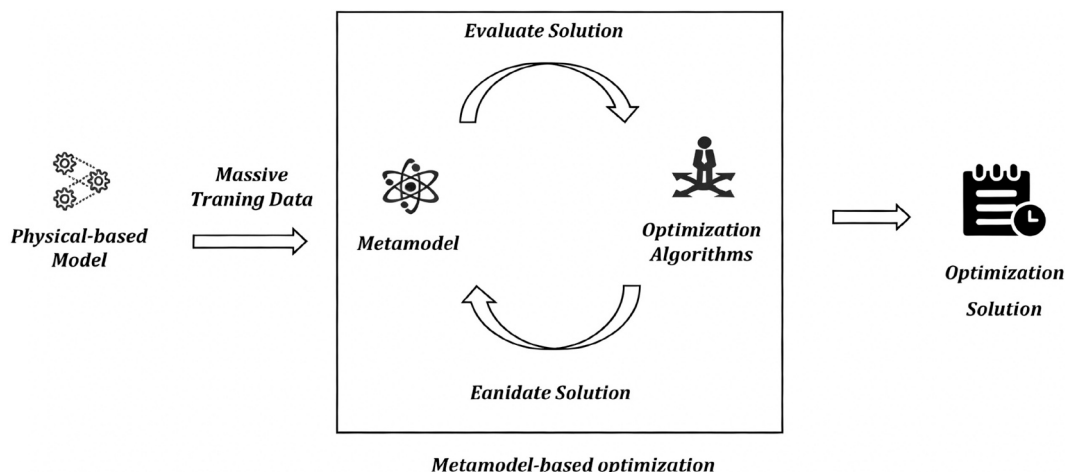 Evaluate Solution
Massive
Traning Data
Physical-based
Model
Metamodel
Optimization
Algorithms
Optimization
Solution
Eanidate Solution
Metamodel-based optimization